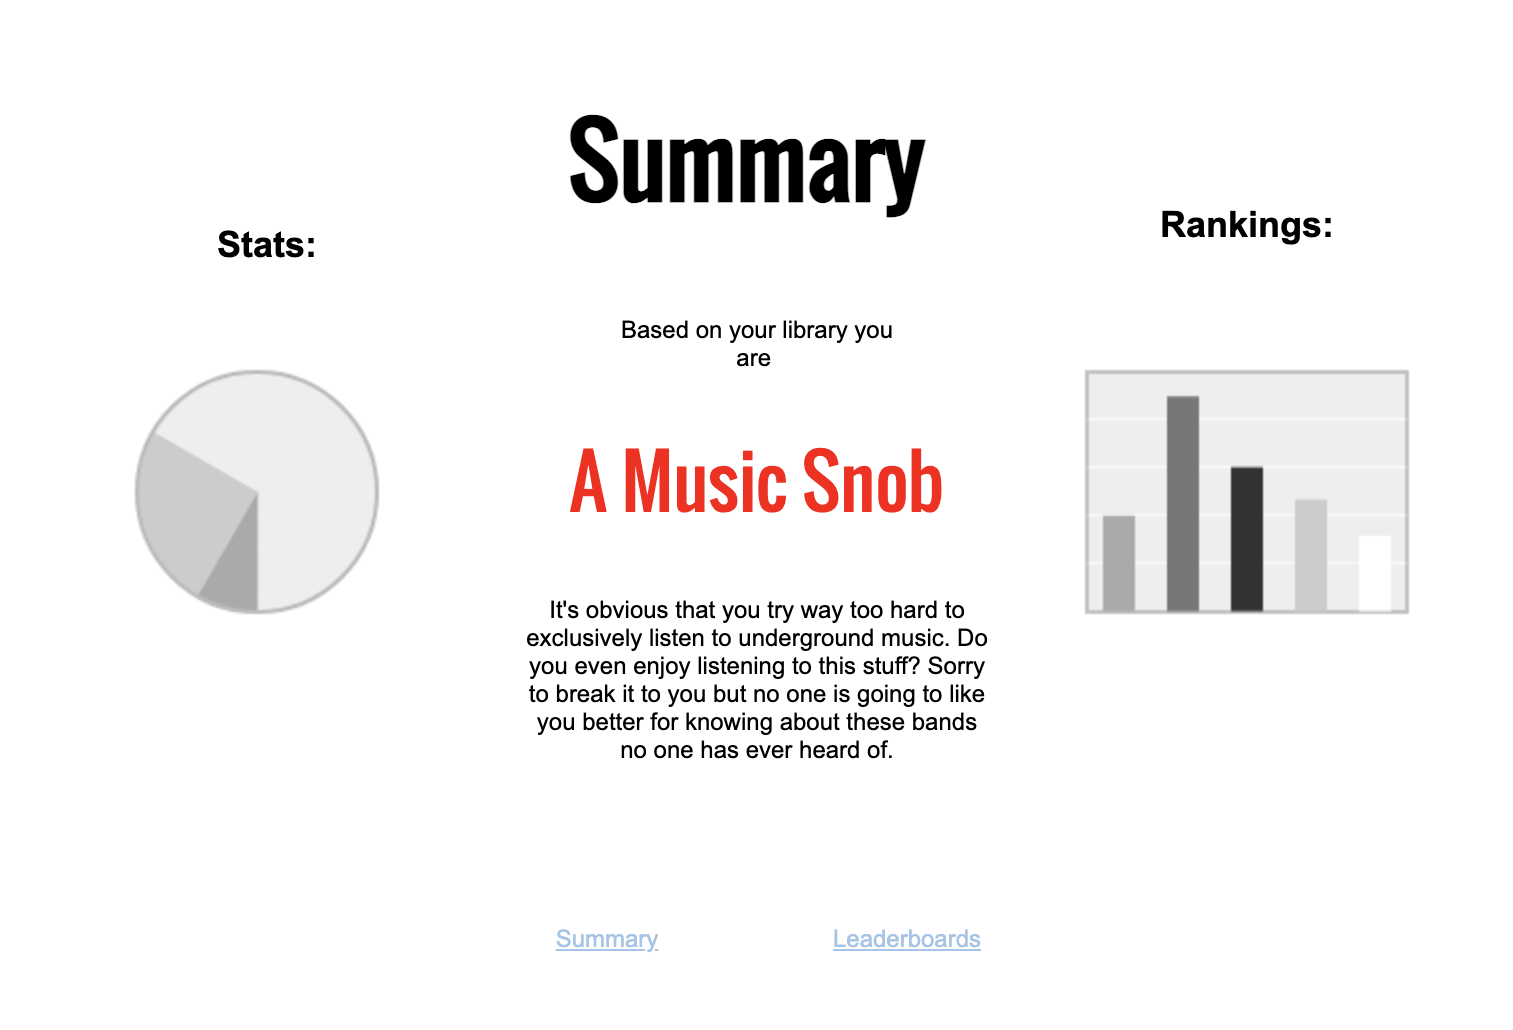 Summary
Stats:
Rankings:
Based on your library you
are
A Music Snob
It's obvious that you try way too hard to
exclusively listen to underground music. Do
you even enjoy listening to this stuff? Sorry
to break it to you but no one is going to like
you better for knowing about these bands
no one has ever heard of.
Summary
Leaderboards